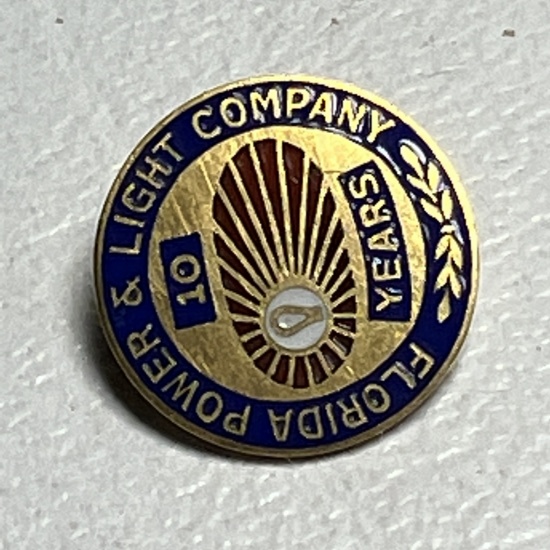 FLORIDA POWER & LIGHT COMPANY
10 YEARS